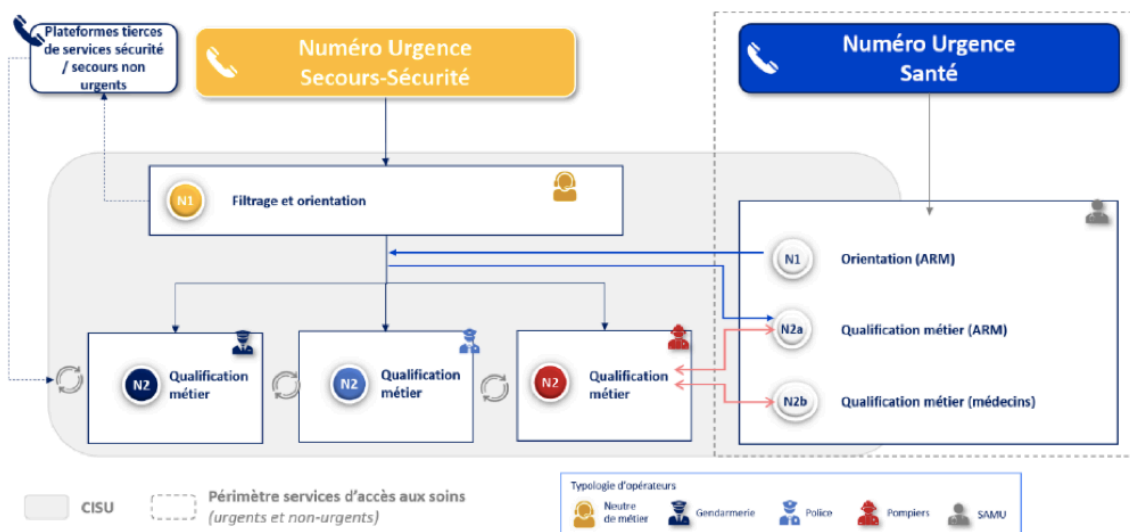 Plateformes tierces
de services sécurité
/ secours non
urgents
Numéro Urgence
Secours-Sécurité
Numéro Urgence
Santé
N1
Filtrage et orientation
N1
Orientation (ARM)
N2a
Qualification métier (ARM)
N2b
Qualification métier (médecins)
N2
Qualification
métier
N2
Qualification
métier
N2
Qualification
métier
CISU
Périmètre services d'accès aux soins
(urgents et non-urgents)
Typologie d'opérateurs
Neutre
de métier
Gendarmerie
Police
Pompiers
SAMU